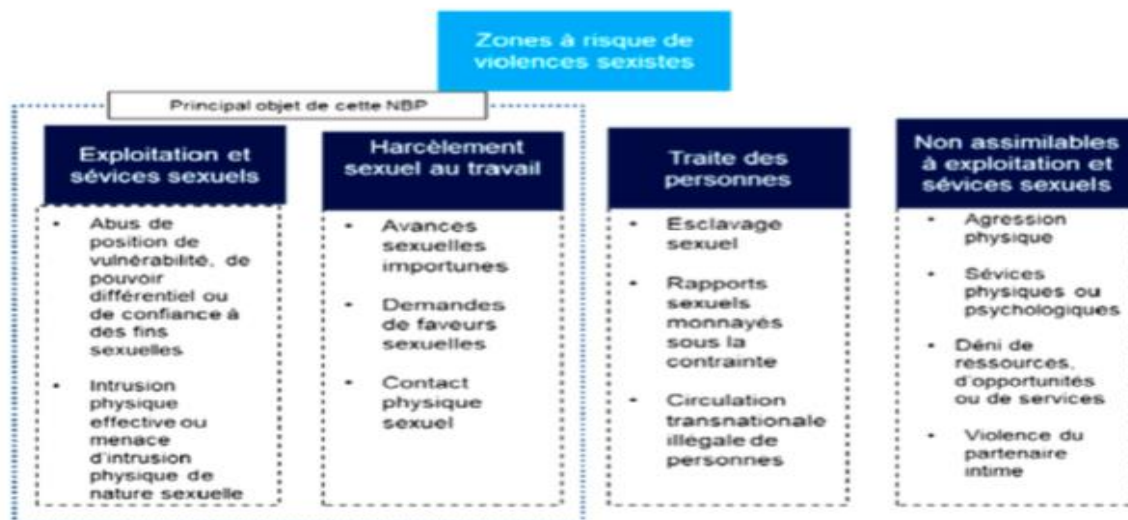 Zones à risque de
violences sexistes
Principal objet de cette NBP
Exploitation et
sévices sexuels
• Abus de
position de
vulnérabilité, de
pouvoir
différentiel ou
de confiance à
des fins
sexuelles
• Intrusion
physique
effective ou
menace
d'intrusion
physique de
nature sexuelle
Harcèlement
sexuel au travail
• Avances
sexuelles
importunes
• Demandes
de faveurs
sexuelles
• Contact
physique
sexuel
Traite des
personnes
• Esclavage
sexuel
• Rapports
sexuels
monnayés
sous la
contrainte
• Circulation
transnationale
illégale de
personnes
Non assimilables
à exploitation et
sévices sexuels
• Agression
physique
• Sévices
physiques ou
psychologiques
• Déni de
ressources,
d'opportunités
ou de services
• Violence du
partenaire
intime